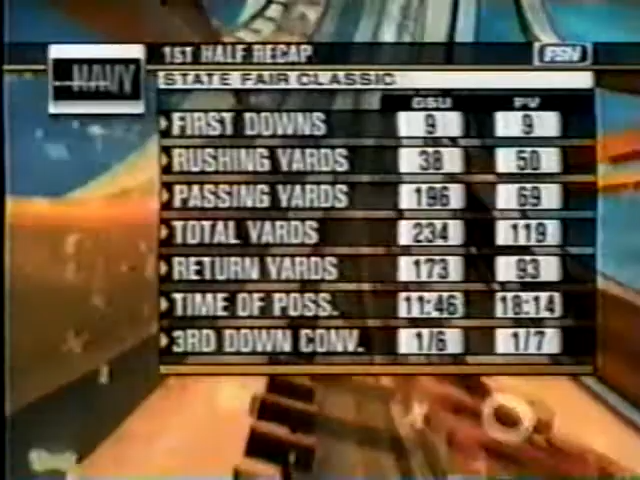 NAVY
1ST HALF RECAP
FSN
STATE FAIR CLASSIC
GSU PV
FIRST DOWNS 9 9
RUSHING YARDS 38 50
PASSING YARDS 196 69
TOTAL YARDS 234 119
RETURN YARDS 173 93
TIME OF POSS. 11:46 18:14
3RD DOWN CONV. 1/6 1/7